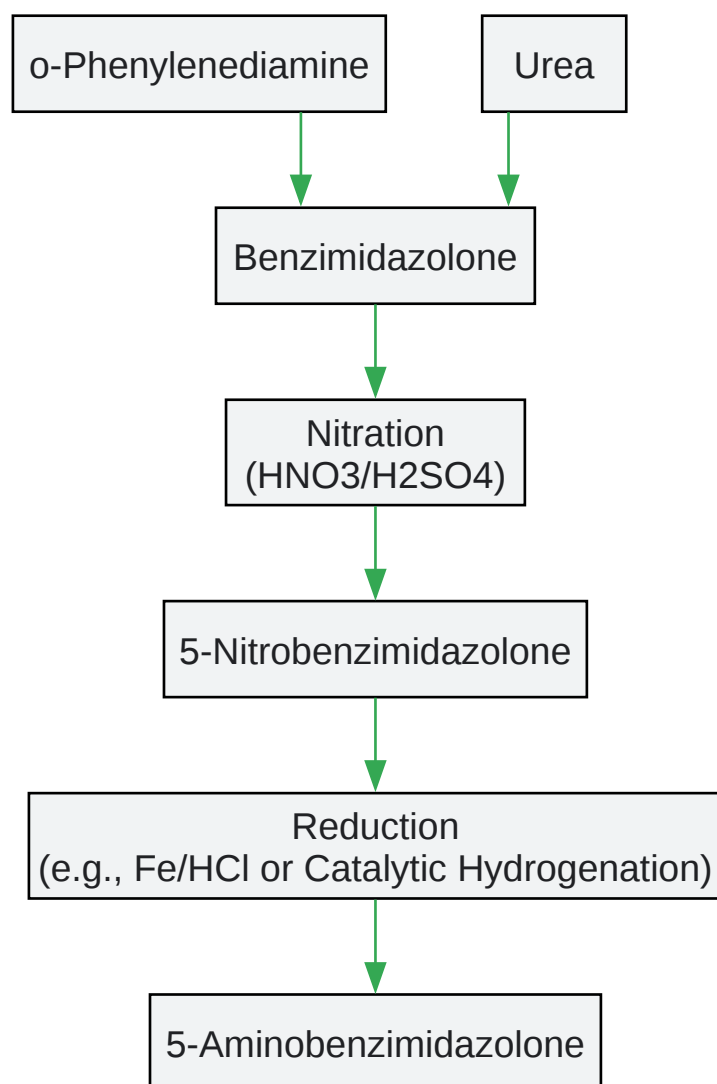 o-Phenylenediamine
Urea
Benzimidazolone
Nitration
(HNO3/H2SO4)
5-Nitrobenzimidazolone
Reduction
(e.g., Fe/HCl or Catalytic Hydrogenation)
5-Aminobenzimidazolone